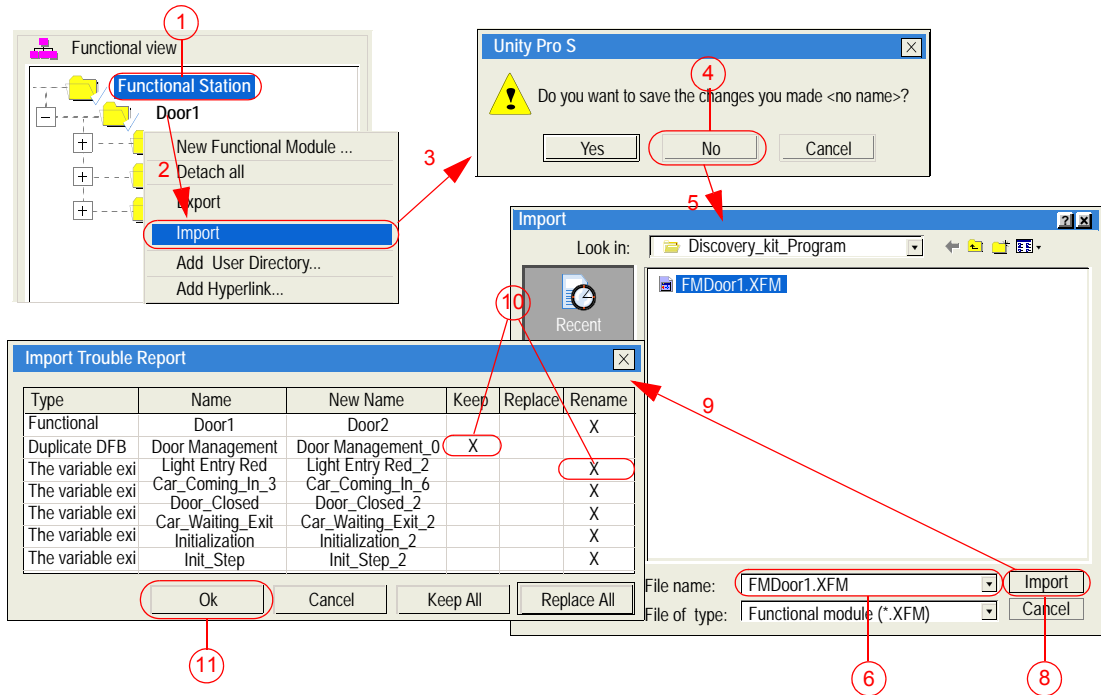 1
Functional view
Functional Station
Door1
New Functional Module ...
2
Detach all
Export
Import
Add User Directory...
Add Hyperlink...
3
Unity Pro S
4
Do you want to save the changes you made <no name>?
Yes
No
Cancel
5
Import
Look in:
Discovery_kit_Program
FMDoor1.XFM
Recent
File name:
FMDoor1.XFM
Import
File of type:
Functional module (*.XFM)
Cancel
6
8
9
10
Import Trouble Report
Type Name New Name Keep Replace Rename
Functional Door1 Door2 X
Duplicate DFB Door Management Door Management_0 X
The variable exi Light Entry Red Light Entry Red_2 X
The variable exi Car_Coming_In_3 Car_Coming_In_6 X
The variable exi Door_Closed Door_Closed_2 X
The variable exi Car_Waiting_Exit Car_Waiting_Exit_2 X
The variable exi Initialization Initialization_2 X
The variable exi Init_Step Init_Step_2
Ok
Cancel
Keep All
Replace All
11